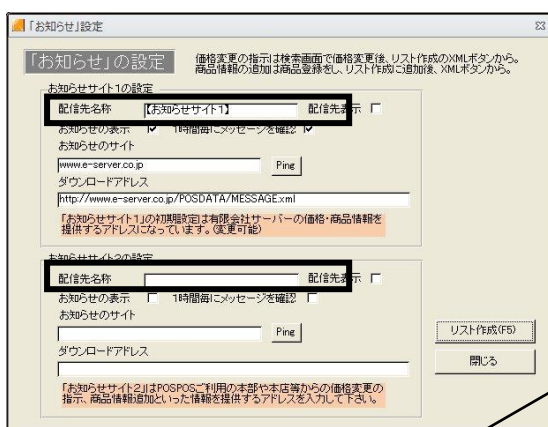 「お知らせ」設定
「お知らせ」の設定
価格変更の指示は検索画面で価格変更後、リスト作成のXMLボタンから。
商品情報の追加は商品登録をし、リスト作成に追加後、XMLボタンから。
お知らせサイト1の設定
配信先名称 【お知らせサイト1】 配信先表示
お知らせの表示 1時間毎にメッセージを確認
お知らせのサイト
www.e-server.co.jp Ping
ダウンロードアドレス
http://www.e-server.co.jp/POSDATA/MESSAGE.xml
「お知らせサイト1」の初期設定は有限会社サーバーの価格・商品情報を
提供するアドレスになっています。(変更可能)
お知らせサイト2の設定
配信先名称 配信先表示
お知らせの表示 1時間毎にメッセージを確認
お知らせのサイト
Ping
リスト作成(F5)
ダウンロードアドレス
閉じる
「お知らせサイト2」はPOSPOSご利用の本部や本店等からの価格変更の
指示、商品情報追加といった情報を提供するアドレスを入力して下さい。